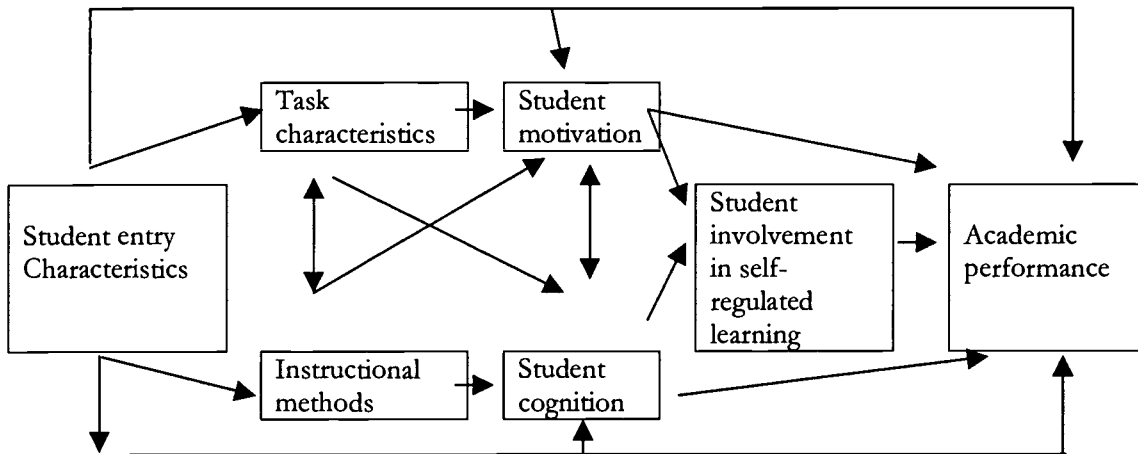 Task
characteristics
Student
motivation
Student entry
Characteristics
Student
involvement
in self-
regulated
learning
Academic
performance
Instructional
methods
Student
cognition